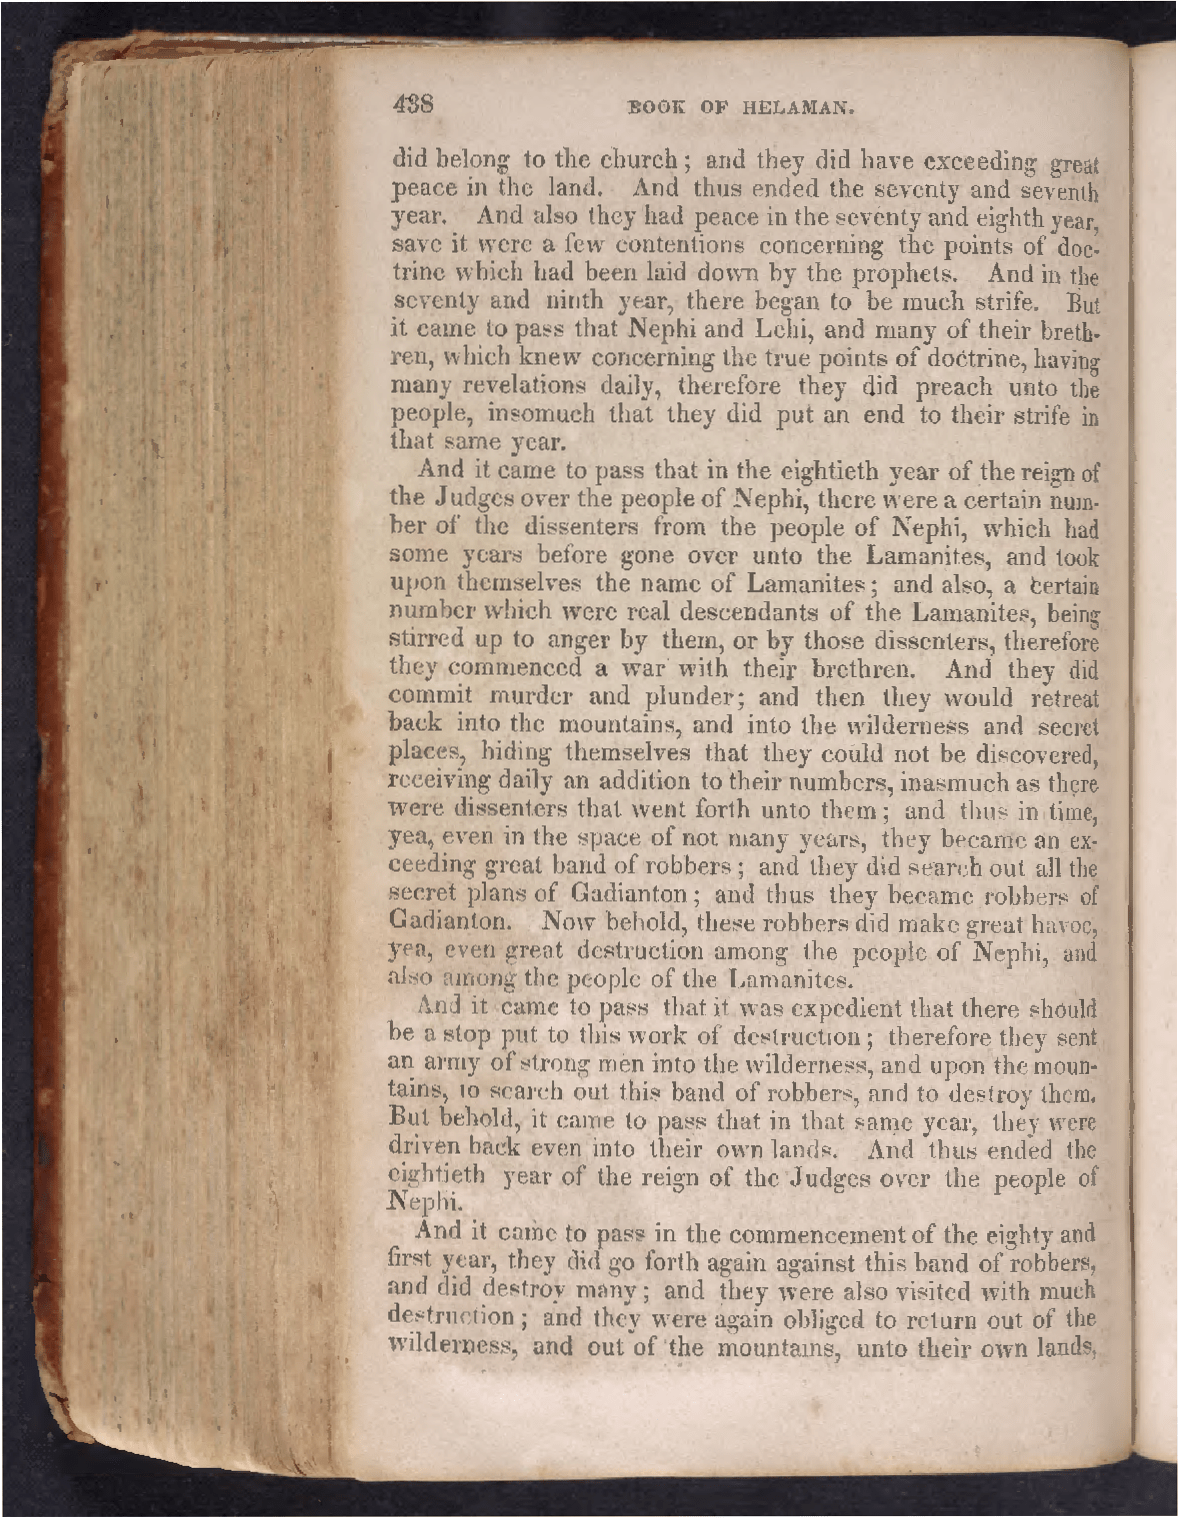 438 BOOK OF HELAMAN.
did belong to the church; and they did have exceeding great
peace in the land. And thus ended the seventy and seventh
year. And also they had peace in the seventy and eighth year,
save it were a few contentions concerning the points of doc-
trine which had been laid down by the prophets. And in the
seventy and ninth year, there began to be much strife. But
it came to pass that Nephi and Lehi, and many of their breth-
ren, which knew concerning the true points of doctrine, having
many revelations daily, therefore they did preach unto the
people, insomuch that they did put an end to their strife in
that same year.
And it came to pass that in the eightieth year of the reign of
the Judges over the people of Nephi, there were a certain num-
ber of the dissenters from the people of Nephi, which had
some years before gone over unto the Lamanites, and took
upon themselves the name of Lamanites; and also, a certain
number which were real descendants of the Lamanites, being
stirred up to anger by them, or by those dissenters, therefore
they commenced a war with their brethren. And they did
commit murder and plunder; and then they would retreat
back into the mountains, and into the wilderness and secret
places, hiding themselves that they could not be discovered,
receiving daily an addition to their numbers, inasmuch as there
were dissenters that went forth unto them; and thus in time,
yea, even in the space of not many years, they became an ex-
ceeding great band of robbers; and they did search out all the
secret plans of Gadianton; and thus they became robbers of
Gadianton. Now behold, these robbers did make great havoc,
yea, even great destruction among the people of Nephi, and
also among the people of the Lamanites.
And it came to pass that it was expedient that there should
be a stop put to this work of destruction; therefore they sent
an army of strong men into the wilderness, and upon the moun-
tains, to search out this band of robbers, and to destroy them.
But behold, it came to pass that in that same year, they were
driven back even into their own lands. And thus ended the
eightieth year of the reign of the Judges over the people of
Nephi.
And it came to pass in the commencement of the eighty and
first year, they did go forth again against this band of robbers,
and did destroy many; and they were also visited with much
destruction; and they were again obliged to return out of the
wilderness, and out of the mountains, unto their own lands,